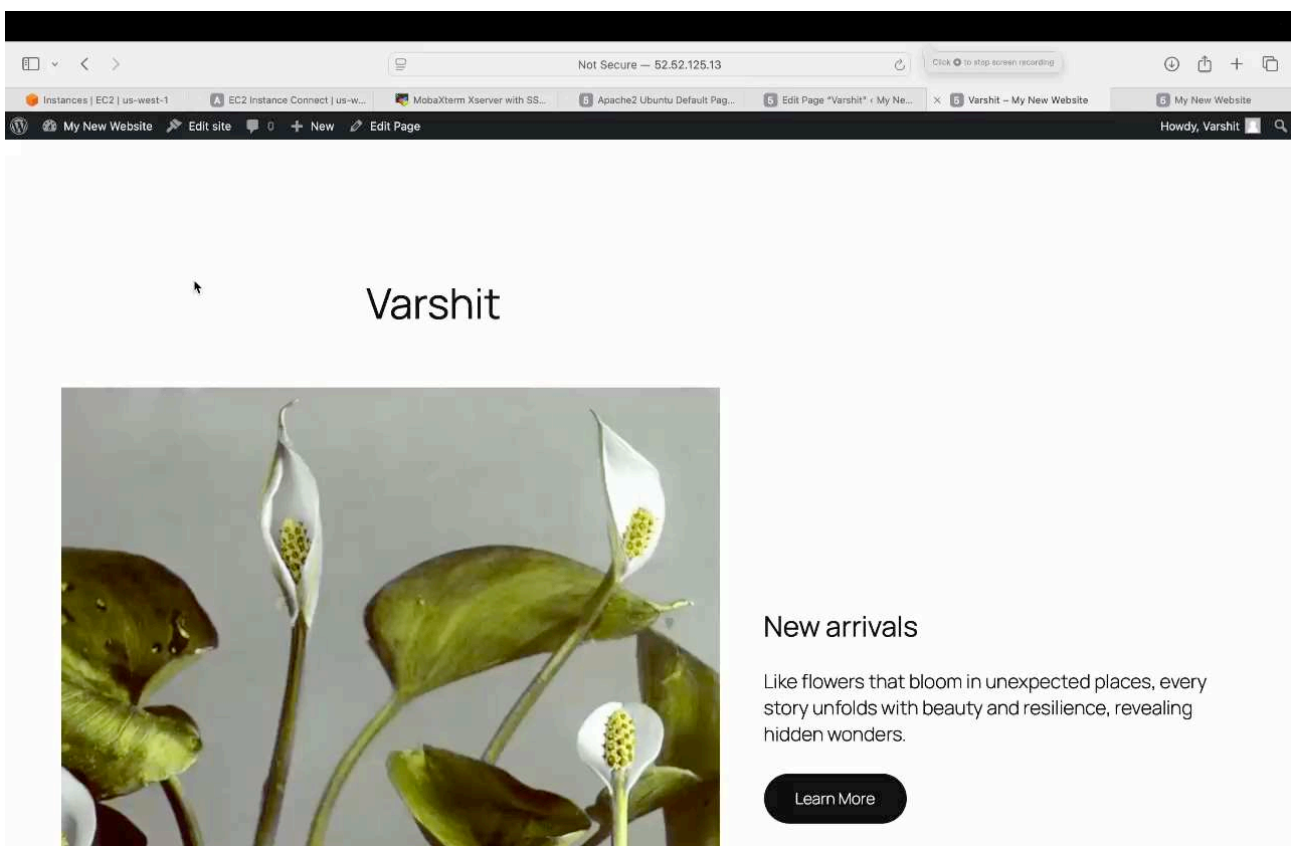 Not Secure — 52.52.125.13
Click to stop screen recording
Instances | EC2 | us-west-1
EC2 Instance Connect | us-w...
MobaXterm Xserver with SS...
Apache2 Ubuntu Default Pag...
Edit Page "Varshit" ‹ My Ne...
Varshit – My New Website
My New Website
My New Website Edit site 0 + New Edit Page Howdy, Varshit
Varshit
New arrivals
Like flowers that bloom in unexpected places, every
story unfolds with beauty and resilience, revealing
hidden wonders.
Learn More